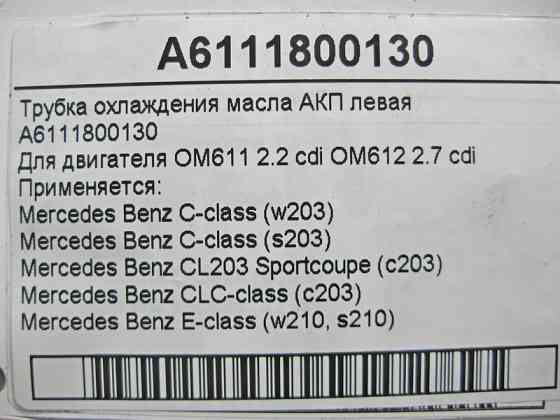 A6111800130
Трубка охлаждения масла АКП левая
A6111800130
Для двигателя OM611 2.2 cdi OM612 2.7 cdi
Применяется:
Mercedes Benz C-class (w203)
Mercedes Benz C-class (s203)
Mercedes Benz CL203 Sportcoupe (c203)
Mercedes Benz CLC-class (c203)
Mercedes Benz E-class (w210, s210)